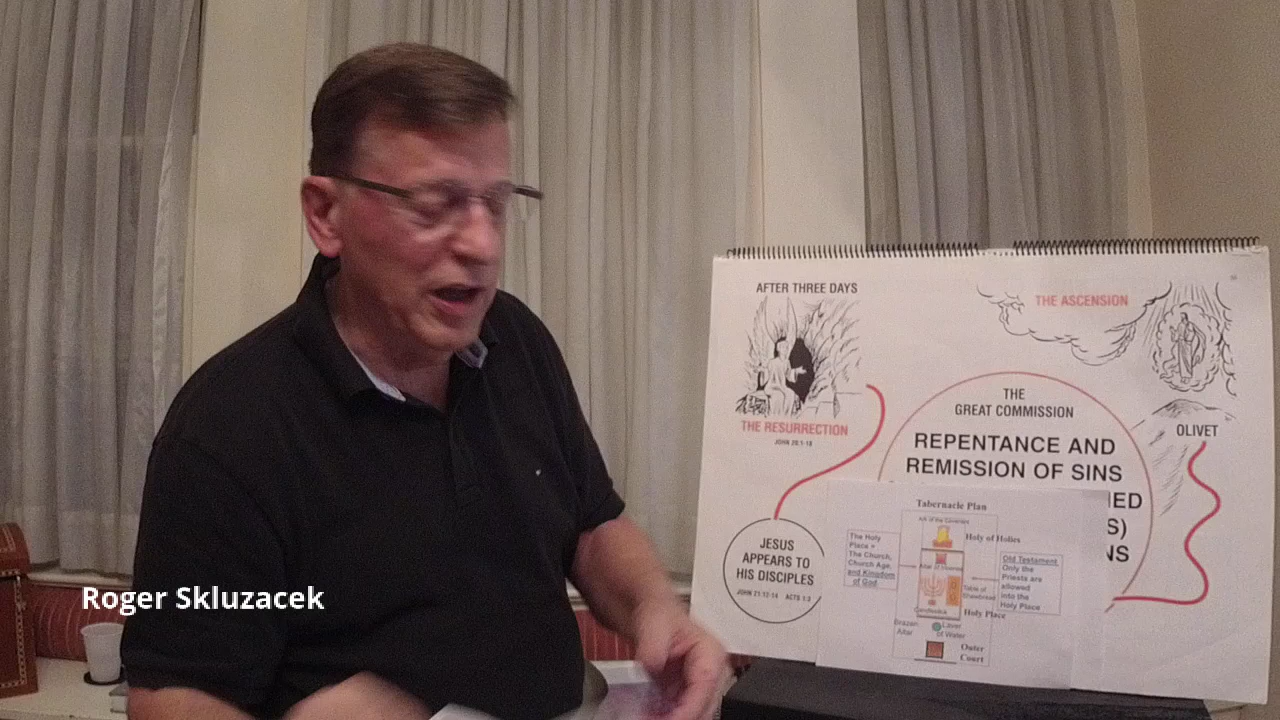 AFTER THREE DAYS
THE RESURRECTION
JOHN 20:1-18
THE ASCENSION
OLIVET
THE
GREAT COMMISSION
REPENTANCE AND
REMISSION OF SINS
ED
S)
NS
JESUS
APPEARS TO
HIS DISCIPLES
JOHN 21:12-14 ACTS 1:3
Tabernacle Plan
Ark of the Covenant
Holy of Holies
The Holy
Place =
The Church,
Church Age,
and Kingdom
of God
Altar of Incense
Table of
Shewbread
Candlestick
Holy Place
Old Testament
Only the
Priests are
allowed
into the
Holy Place
Brazen
Altar
Laver
of Water
Outer
Court
Roger Skluzacek